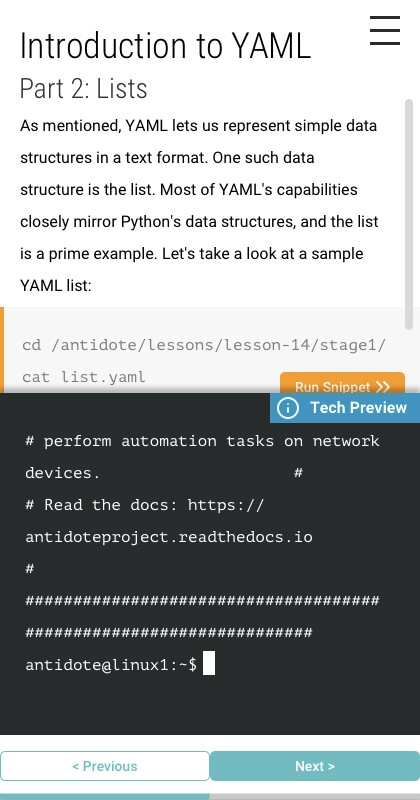 Introduction to YAML
Part 2: Lists
As mentioned, YAML lets us represent simple data
structures in a text format. One such data
structure is the list. Most of YAML's capabilities
closely mirror Python's data structures, and the list
is a prime example. Let's take a look at a sample
YAML list:
cd /antidote/lessons/lesson-14/stage1/
cat list.yaml
Run Snippet
Tech Preview
# perform automation tasks on network
devices. #
# Read the docs: https://
antidoteproject.readthedocs.io
#
#####################################
##############################
antidote@linux1:~$
< Previous
Next >